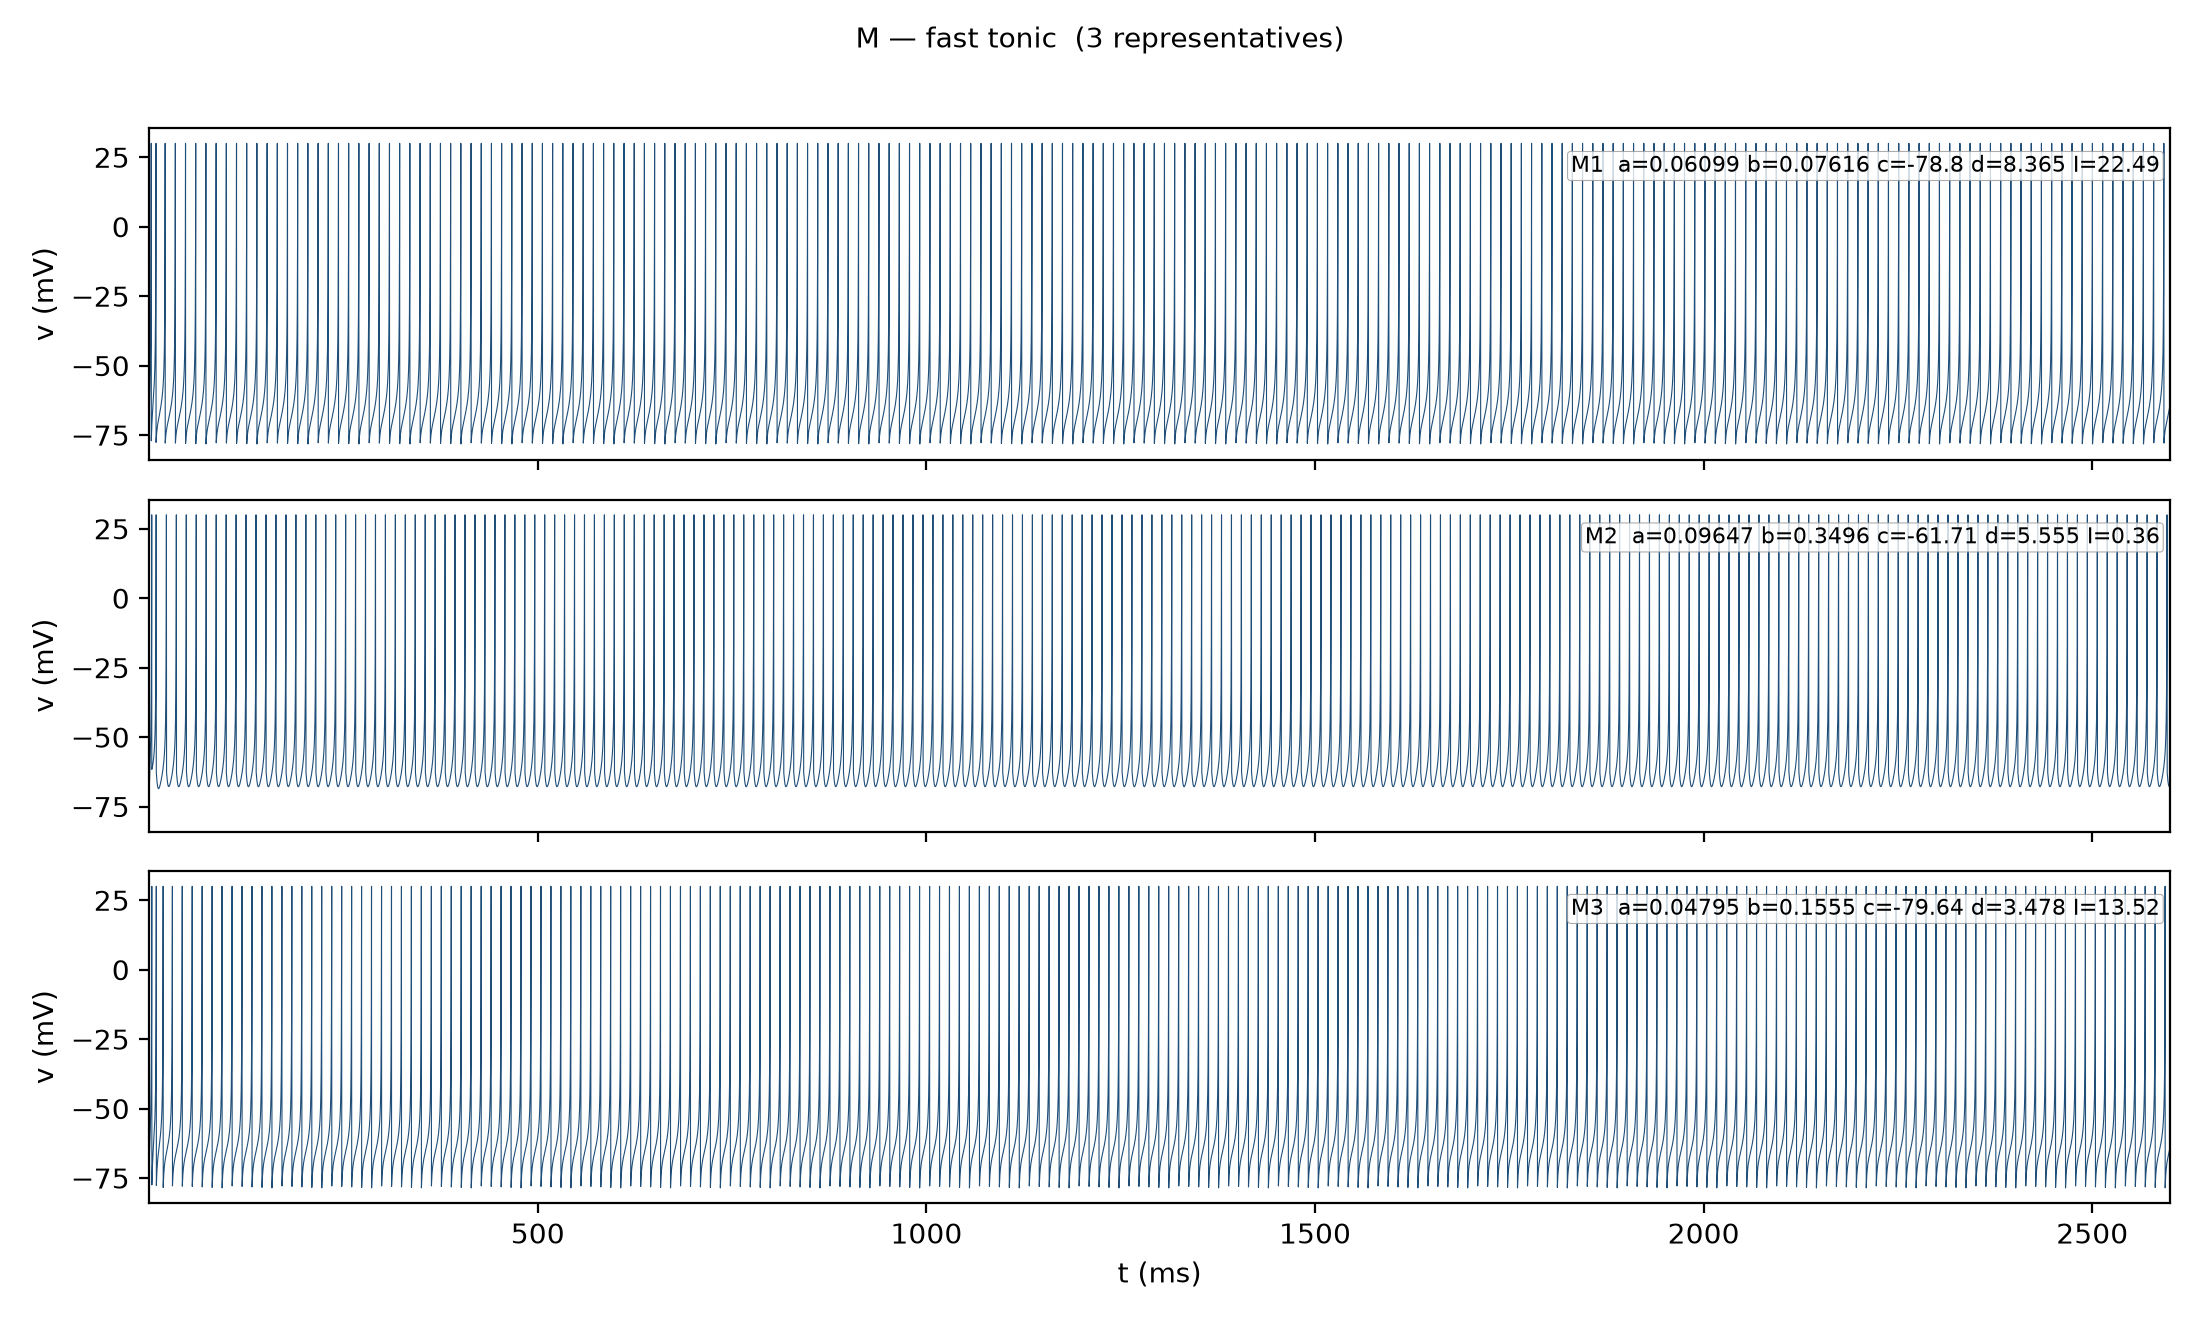 M — fast tonic  (3 representatives)
25
0
−25
−50
−75
v (mV)
M1  a=0.06099 b=0.07616 c=-78.8 d=8.365 I=22.49
25
0
−25
−50
−75
v (mV)
M2  a=0.09647 b=0.3496 c=-61.71 d=5.555 I=0.36
25
0
−25
−50
−75
v (mV)
M3  a=0.04795 b=0.1555 c=-79.64 d=3.478 I=13.52
500 1000 1500 2000 2500
t (ms)